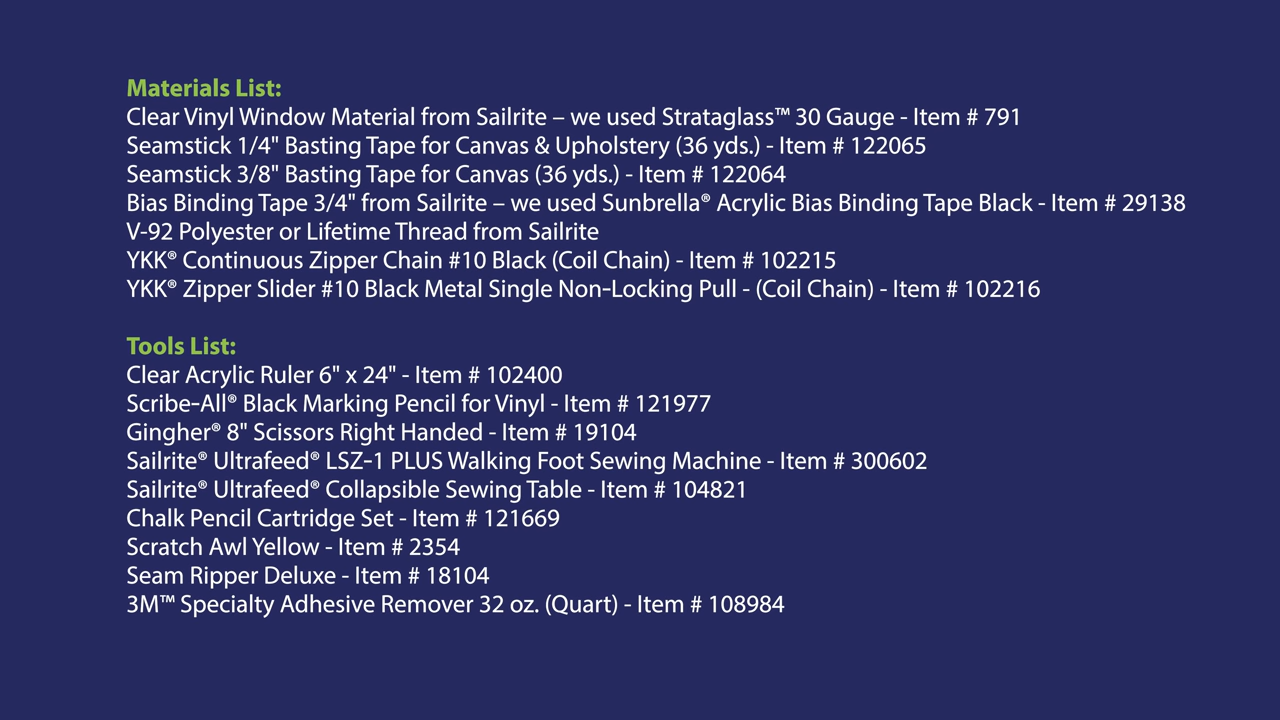 Materials List:
Clear Vinyl Window Material from Sailrite – we used Strataglass™ 30 Gauge - Item # 791
Seamstick 1/4" Basting Tape for Canvas & Upholstery (36 yds.) - Item # 122065
Seamstick 3/8" Basting Tape for Canvas (36 yds.) - Item # 122064
Bias Binding Tape 3/4" from Sailrite – we used Sunbrella® Acrylic Bias Binding Tape Black - Item # 29138
V-92 Polyester or Lifetime Thread from Sailrite
YKK® Continuous Zipper Chain #10 Black (Coil Chain) - Item # 102215
YKK® Zipper Slider #10 Black Metal Single Non-Locking Pull - (Coil Chain) - Item # 102216
Tools List:
Clear Acrylic Ruler 6" x 24" - Item # 102400
Scribe-All® Black Marking Pencil for Vinyl - Item # 121977
Gingher® 8" Scissors Right Handed - Item # 19104
Sailrite® Ultrafeed® LSZ-1 PLUS Walking Foot Sewing Machine - Item # 300602
Sailrite® Ultrafeed® Collapsible Sewing Table - Item # 104821
Chalk Pencil Cartridge Set - Item # 121669
Scratch Awl Yellow - Item # 2354
Seam Ripper Deluxe - Item # 18104
3M™ Specialty Adhesive Remover 32 oz. (Quart) - Item # 108984